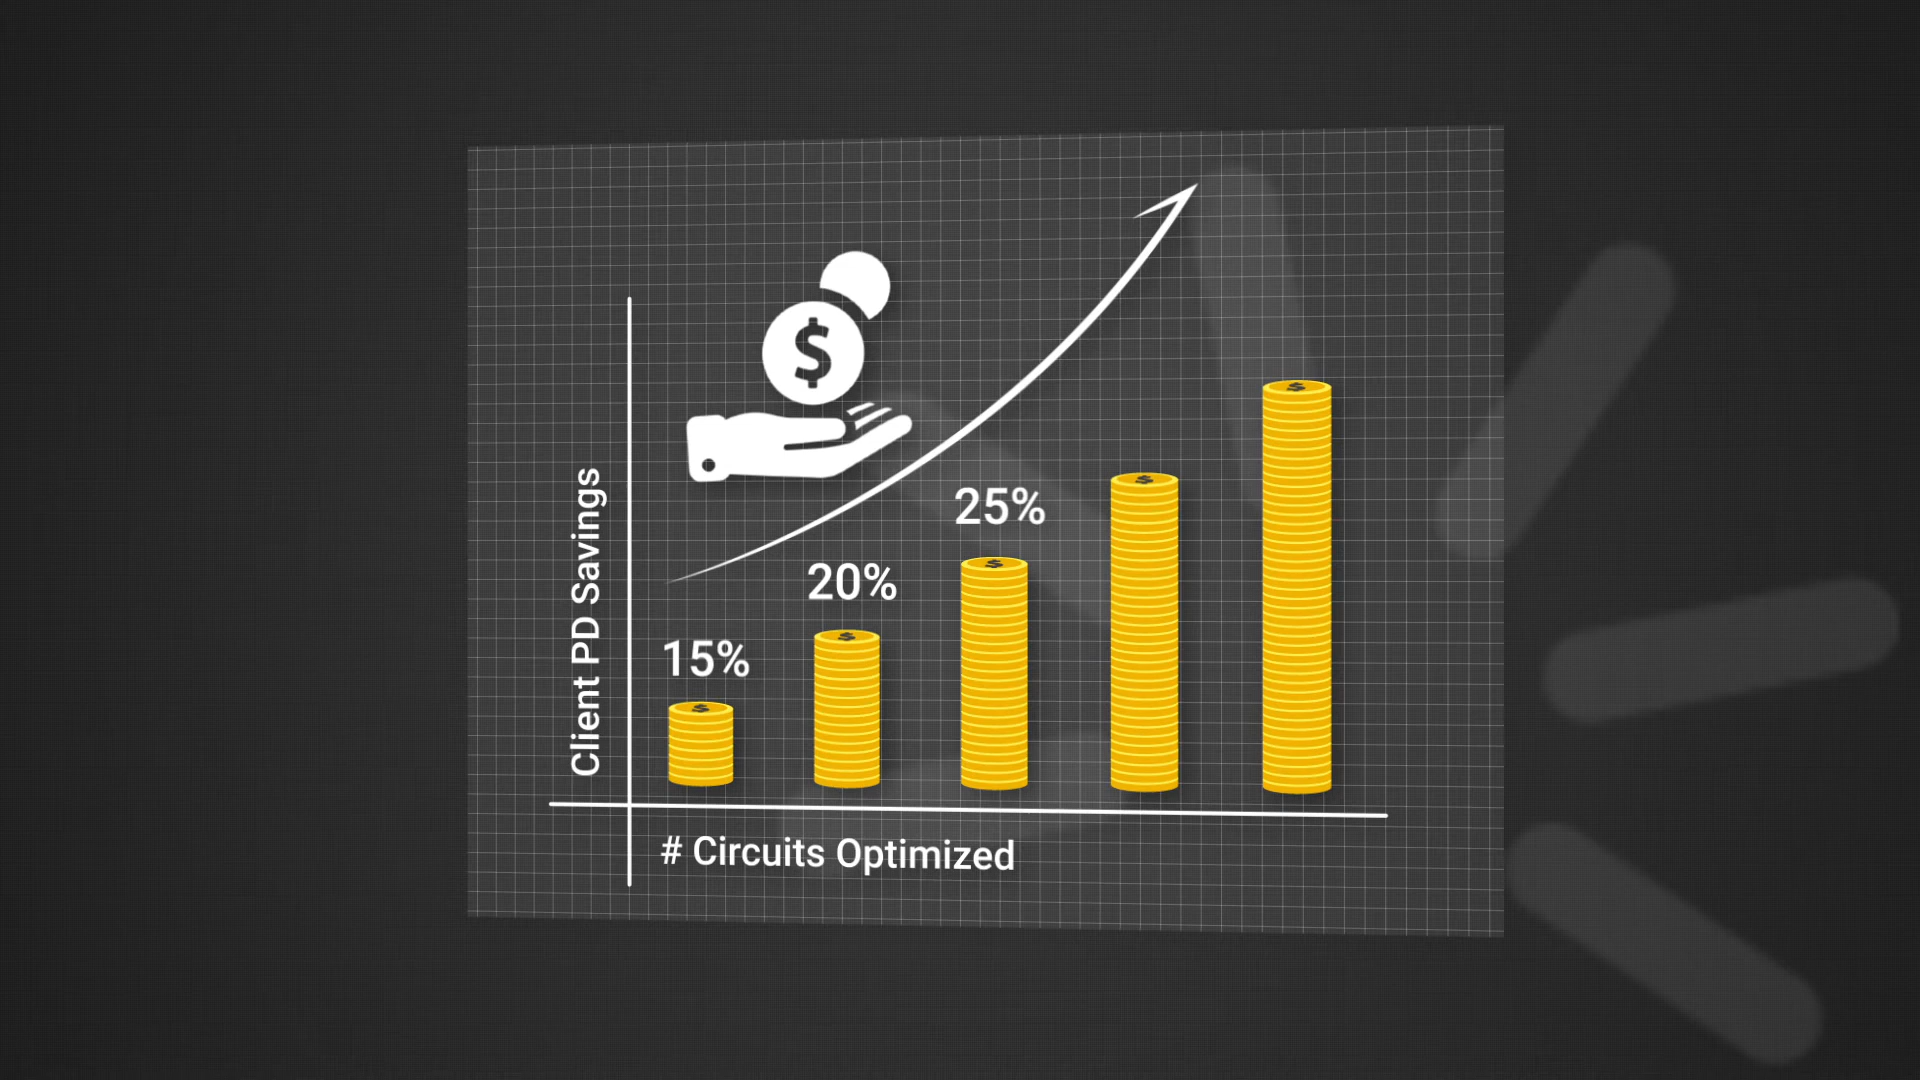 $
25%
20%
15%
Client PD Savings
# Circuits Optimized